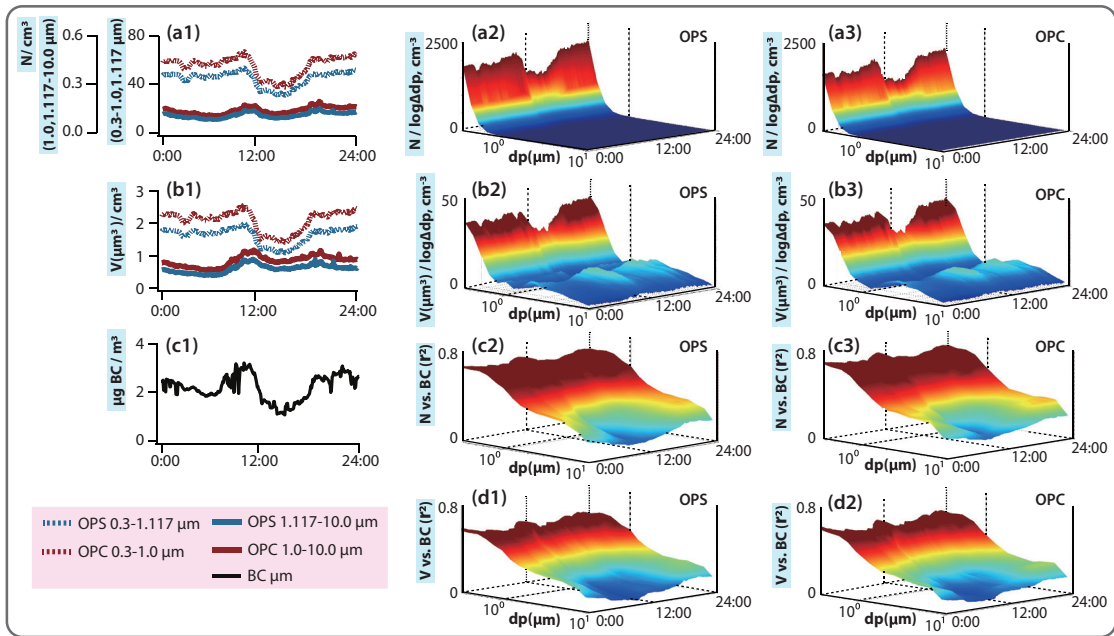 (a1)
N/ cm³
(1.0,1.117-10.0 µm)
0.6
0.3
0.0
(0.3-1.0,1.117 µm)
80
40
0
0:00
12:00
24:00
(a2)
OPS
2500
0
N / logΔdp, cm⁻³
10⁰
dp(µm)
10¹
0:00
12:00
24:00
(a3)
OPC
2500
0
N / logΔdp, cm⁻³
10⁰
dp(µm)
10¹
0:00
12:00
24:00
(b1)
V(µm³ )/ cm³
3
2
1
0
0:00
12:00
24:00
(b2)
OPS
50
0
V(µm³) / logΔdp, cm⁻³
10⁰
dp(µm)
10¹
0:00
12:00
24:00
(b3)
OPC
50
0
V(µm³) / logΔdp, cm⁻³
10⁰
dp(µm)
10¹
0:00
12:00
24:00
(c1)
µg BC / m³
4
2
0
0:00
12:00
24:00
(c2)
OPS
0.8
0
N vs. BC (r²)
10⁰
dp(µm)
10¹
0:00
12:00
24:00
(c3)
OPC
0.8
0
N vs. BC (r²)
10⁰
dp(µm)
10¹
0:00
12:00
24:00
OPS 0.3-1.117 µm
OPS 1.117-10.0 µm
OPC 0.3-1.0 µm
OPC 1.0-10.0 µm
BC µm
(d1)
OPS
0.8
0
V vs. BC (r²)
10⁰
dp(µm)
10¹
0:00
12:00
24:00
(d2)
OPC
0.8
0
V vs. BC (r²)
10⁰
dp(µm)
10¹
0:00
12:00
24:00